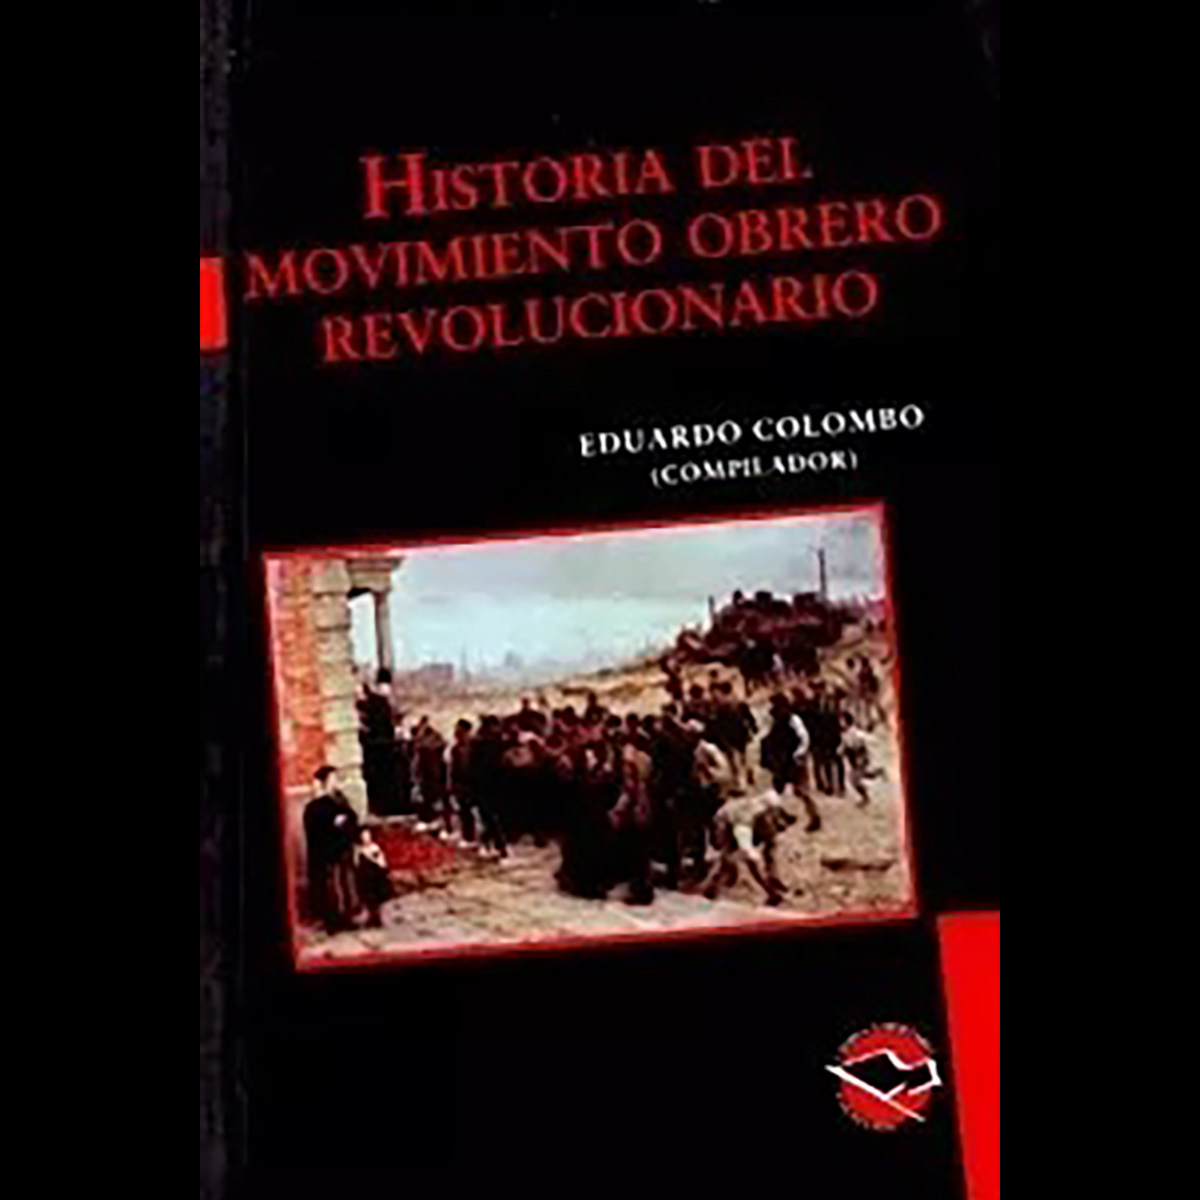 HISTORIA DEL
MOVIMIENTO OBRERO
REVOLUCIONARIO
EDUARDO COLOMBO
(COMPILADOR)